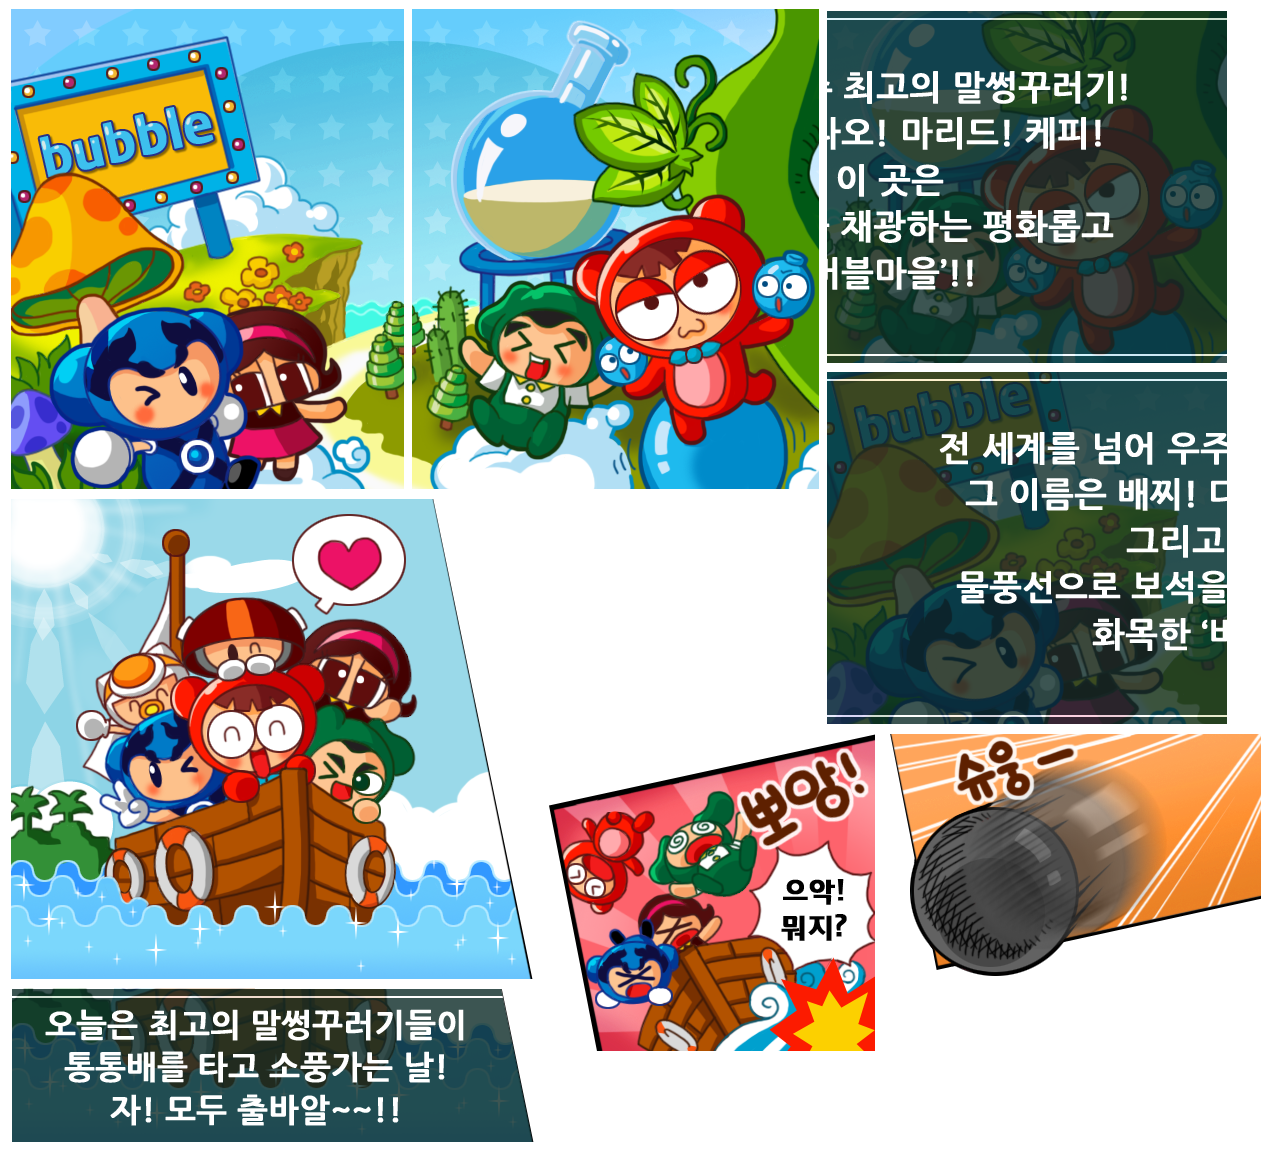 bubble
최고의 말썽꾸러기!
마리드! 케피!
이 곳은
채광하는 평화롭고
블마을’!!
bubble
전 세계를 넘어 우주
그 이름은 배찌!
그리고
물풍선으로 보석을
화목한 ‘
오늘은 최고의 말썽꾸러기들이
통통배를 타고 소풍가는 날!
자! 모두 출바알~~!!
뽀양!
으악!
뭐지?
슈웅ㅡ